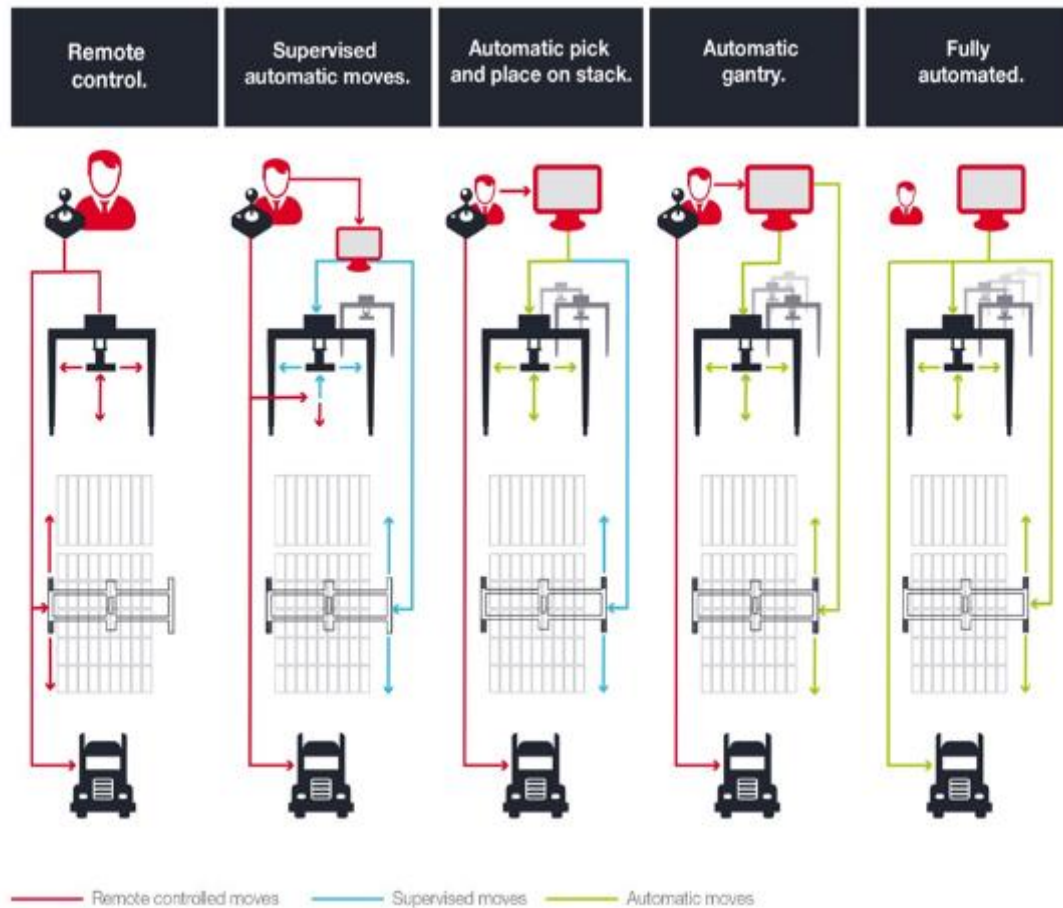 Remote
control.
Supervised
automatic moves.
Automatic pick
and place on stack.
Automatic
gantry.
Fully
automated.
Remote controlled moves
Supervised moves
Automatic moves